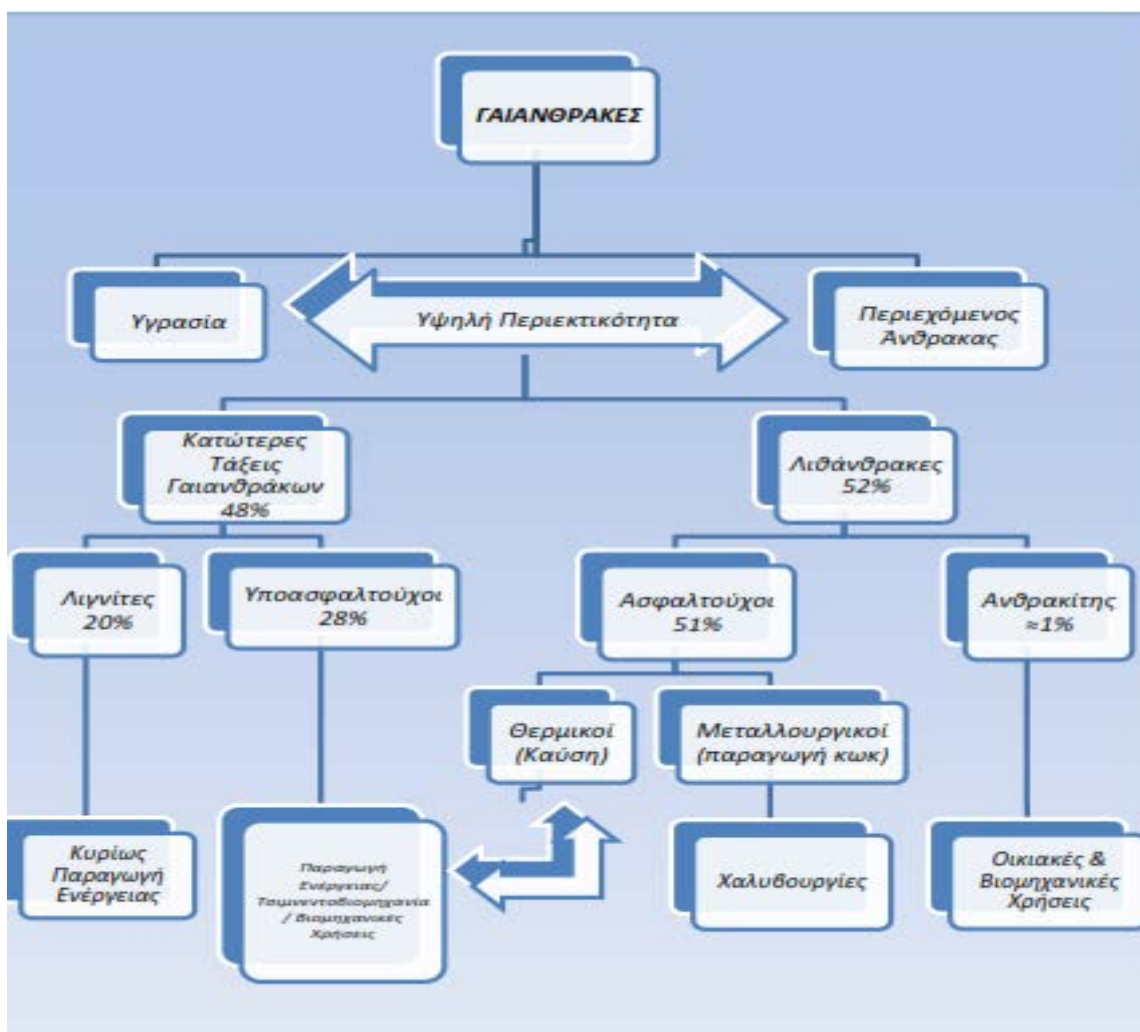 ΓΑΙΑΝΘΡΑΚΕΣ
Υγρασία
Υψηλή Περιεκτικότητα
Περιεχόμενος
Άνθρακας
Κατώτερες
Τάξεις
Γαιανθράκων
48%
Λιθάνθρακες
52%
Λιγνίτες
20%
Υποασφαλτούχοι
28%
Ασφαλτούχοι
51%
Ανθρακίτης
≈1%
Θερμικοί
(Καύση)
Μεταλλουργικοί
(παραγωγή κωκ)
Κυρίως
Παραγωγή
Ενέργειας
Παραγωγή
Ενέργειας/
Τσιμεντοβιομηχανία
/ Βιομηχανικές
Χρήσεις
Χαλυβουργίες
Οικιακές &
Βιομηχανικές
Χρήσεις